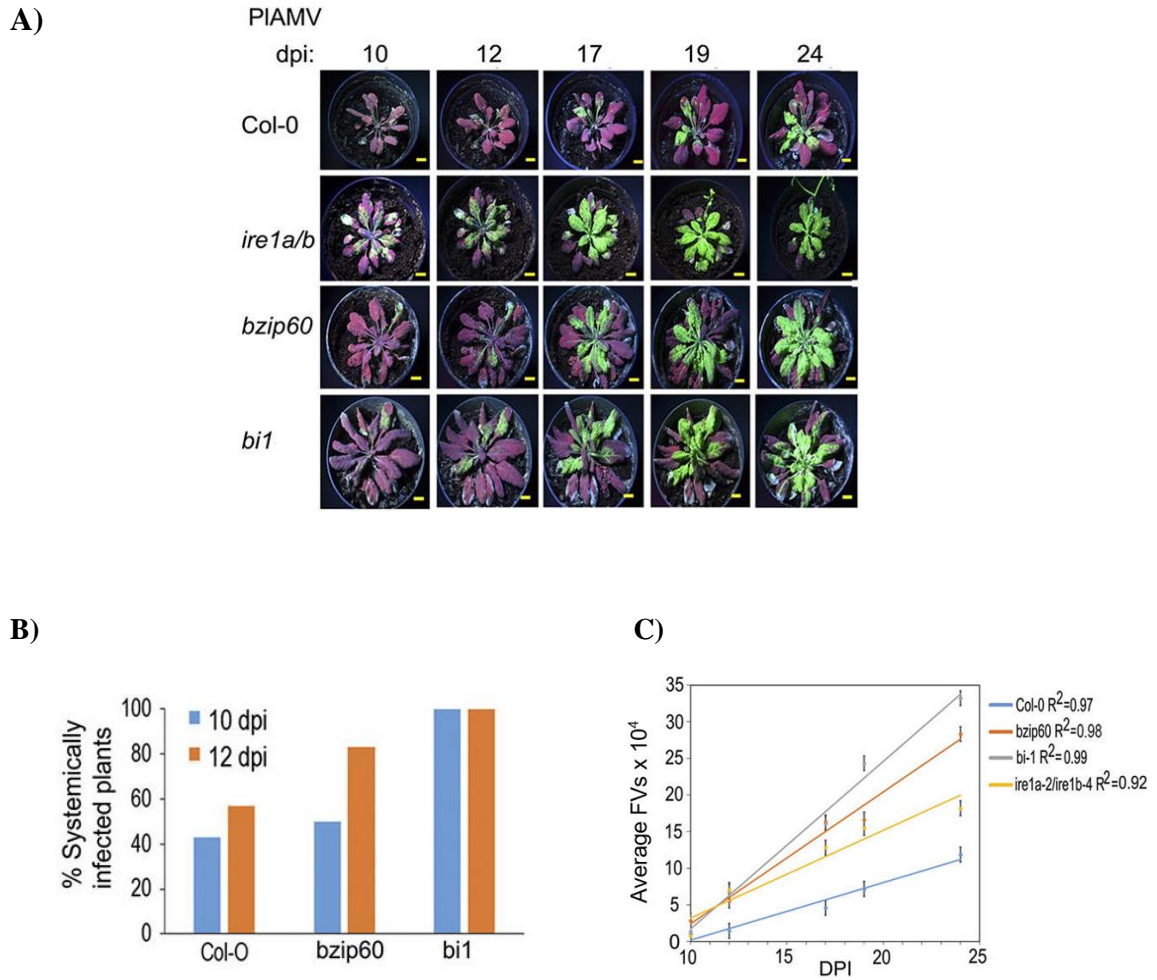 A)
PlAMV
dpi: 10 12 17 19 24
Col-0
ire1a/b
bzip60
bi1
B)
C)
% Systemically
infected plants
100
80
60
40
20
0
10 dpi
12 dpi
Col-O bzip60 bi1
Average FVs x 10⁴
35
30
25
20
15
10
5
0
10 15 20 25
DPI
Col-0 R²=0.97
bzip60 R²=0.98
bi-1 R²=0.99
ire1a-2/ire1b-4 R²=0.92